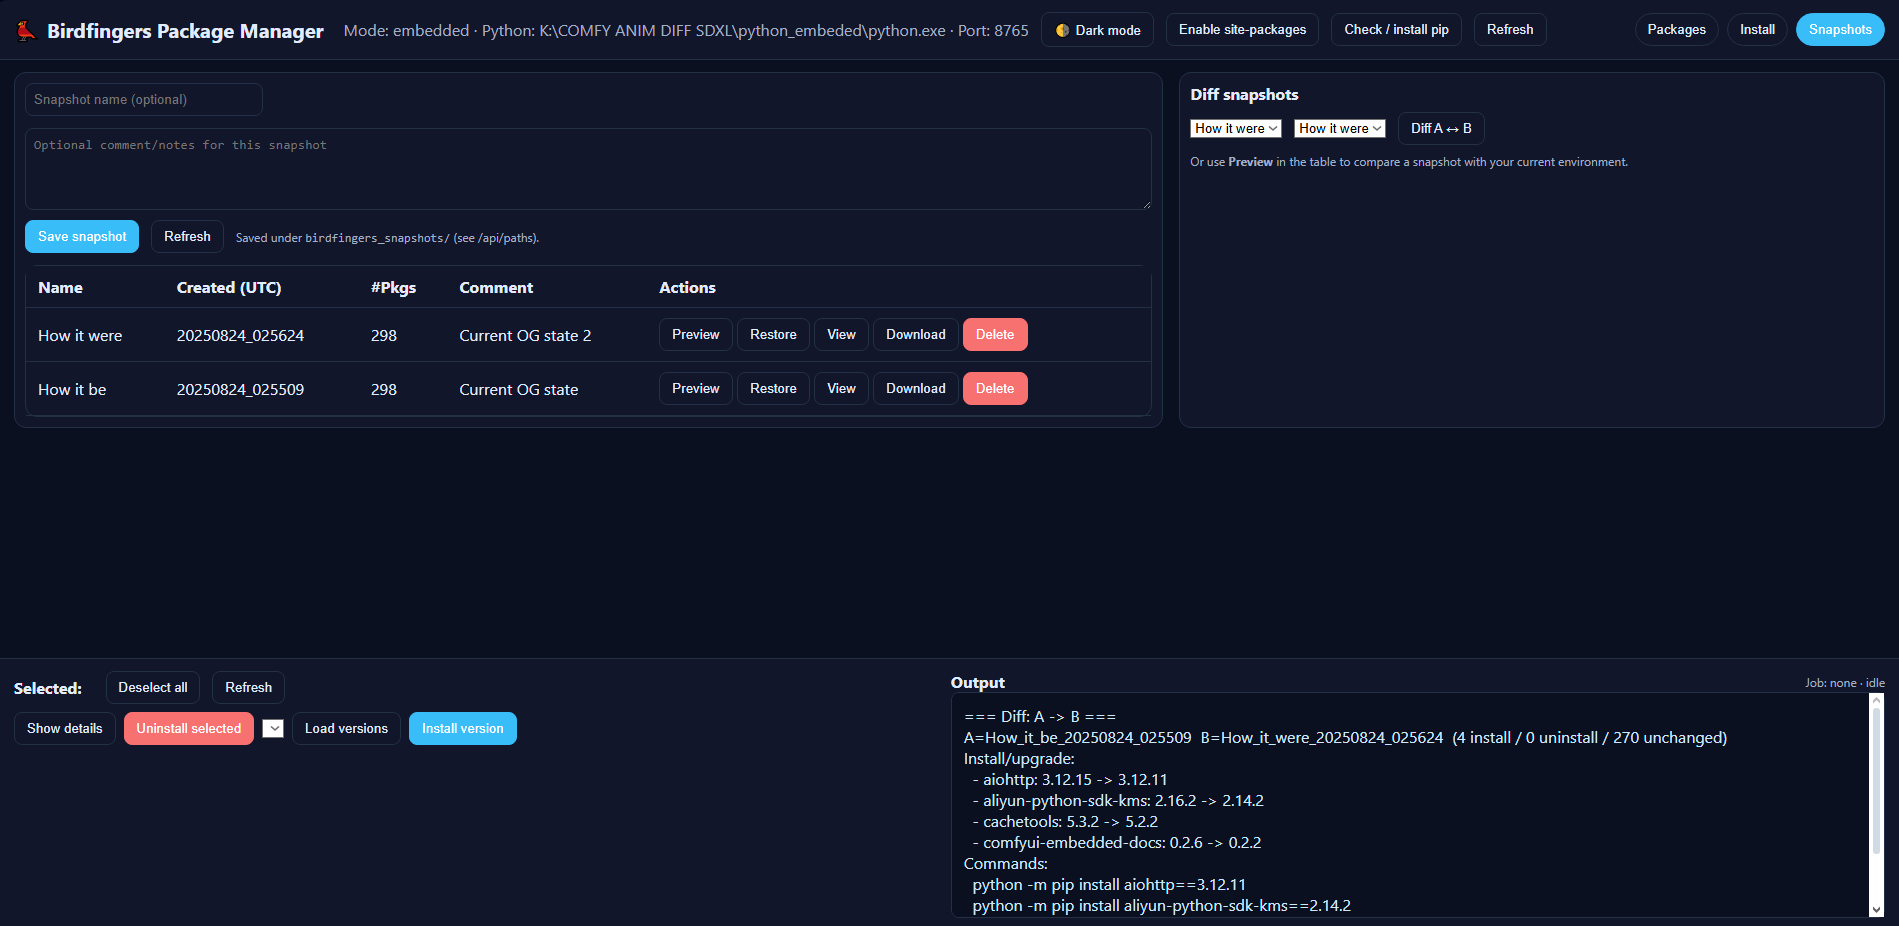 Birdfingers Package Manager Mode: embedded · Python: K:\COMFY ANIM DIFF SDXL\python_embeded\python.exe · Port: 8765 Dark mode Enable site-packages Check / install pip Refresh Packages Install Snapshots
Snapshot name (optional)
Optional comment/notes for this snapshot
Save snapshot Refresh Saved under birdfingers_snapshots/ (see /api/paths).
Name Created (UTC) #Pkgs Comment Actions
How it were 20250824_025624 298 Current OG state 2 Preview Restore View Download Delete
How it be 20250824_025509 298 Current OG state Preview Restore View Download Delete
Diff snapshots
How it were How it were Diff A ↔ B
Or use Preview in the table to compare a snapshot with your current environment.
Selected: Deselect all Refresh
Show details Uninstall selected Load versions Install version
Output Job: none · idle
=== Diff: A -> B ===
A=How_it_be_20250824_025509 B=How_it_were_20250824_025624 (4 install / 0 uninstall / 270 unchanged)
Install/upgrade:
- aiohttp: 3.12.15 -> 3.12.11
- aliyun-python-sdk-kms: 2.16.2 -> 2.14.2
- cachetools: 5.3.2 -> 5.2.2
- comfyui-embedded-docs: 0.2.6 -> 0.2.2
Commands:
python -m pip install aiohttp==3.12.11
python -m pip install aliyun-python-sdk-kms==2.14.2